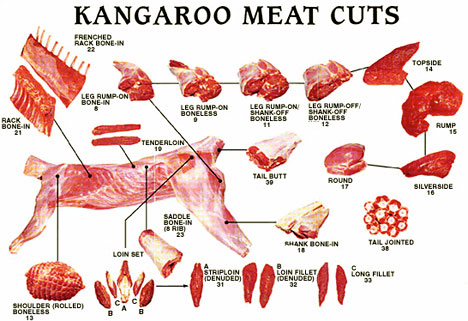 KANGAROO MEAT CUTS
FRENCHED
RACK BONE-IN
22
RACK
BONE-IN
21
LEG RUMP-ON
BONE-IN
8
LEG RUMP-ON
BONELESS
9
LEG RUMP-ON/
SHANK-OFF
BONELESS
11
LEG RUMP-OFF/
SHANK-OFF
BONELESS
12
TOPSIDE
14
RUMP
15
TENDERLOIN
19
TAIL BUTT
39
ROUND
17
SILVERSIDE
16
SADDLE
BONE-IN
(8 RIB)
23
SHANK BONE-IN
18
TAIL JOINTED
38
LOIN SET
SHOULDER (ROLLED)
BONELESS
13
B
C
A
C
B
A
STRIPLOIN
(DENUDED)
31
B
LOIN FILLET
(DENUDED)
32
C
LONG FILLET
33